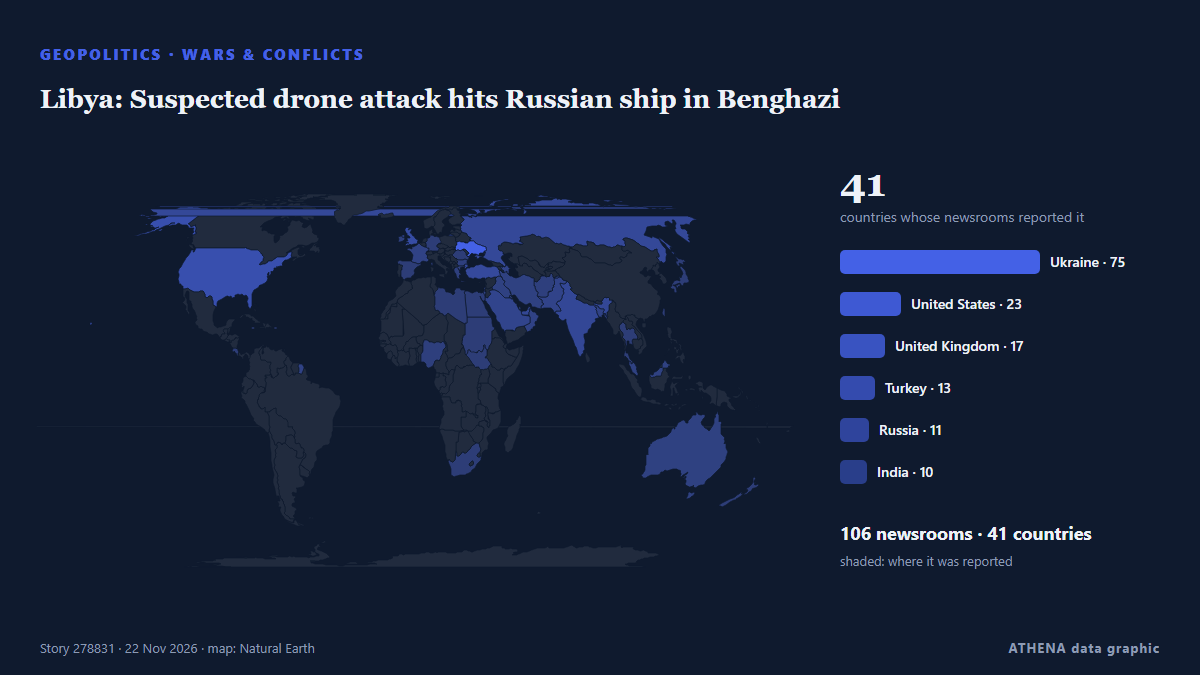 GEOPOLITICS · WARS & CONFLICTS
Libya: Suspected drone attack hits Russian ship in Benghazi
41
countries whose newsrooms reported it
Ukraine · 75
United States · 23
United Kingdom · 17
Turkey · 13
Russia · 11
India · 10
106 newsrooms · 41 countries
shaded: where it was reported
Story 278831 · 22 Nov 2026 · map: Natural Earth
ATHENA data graphic